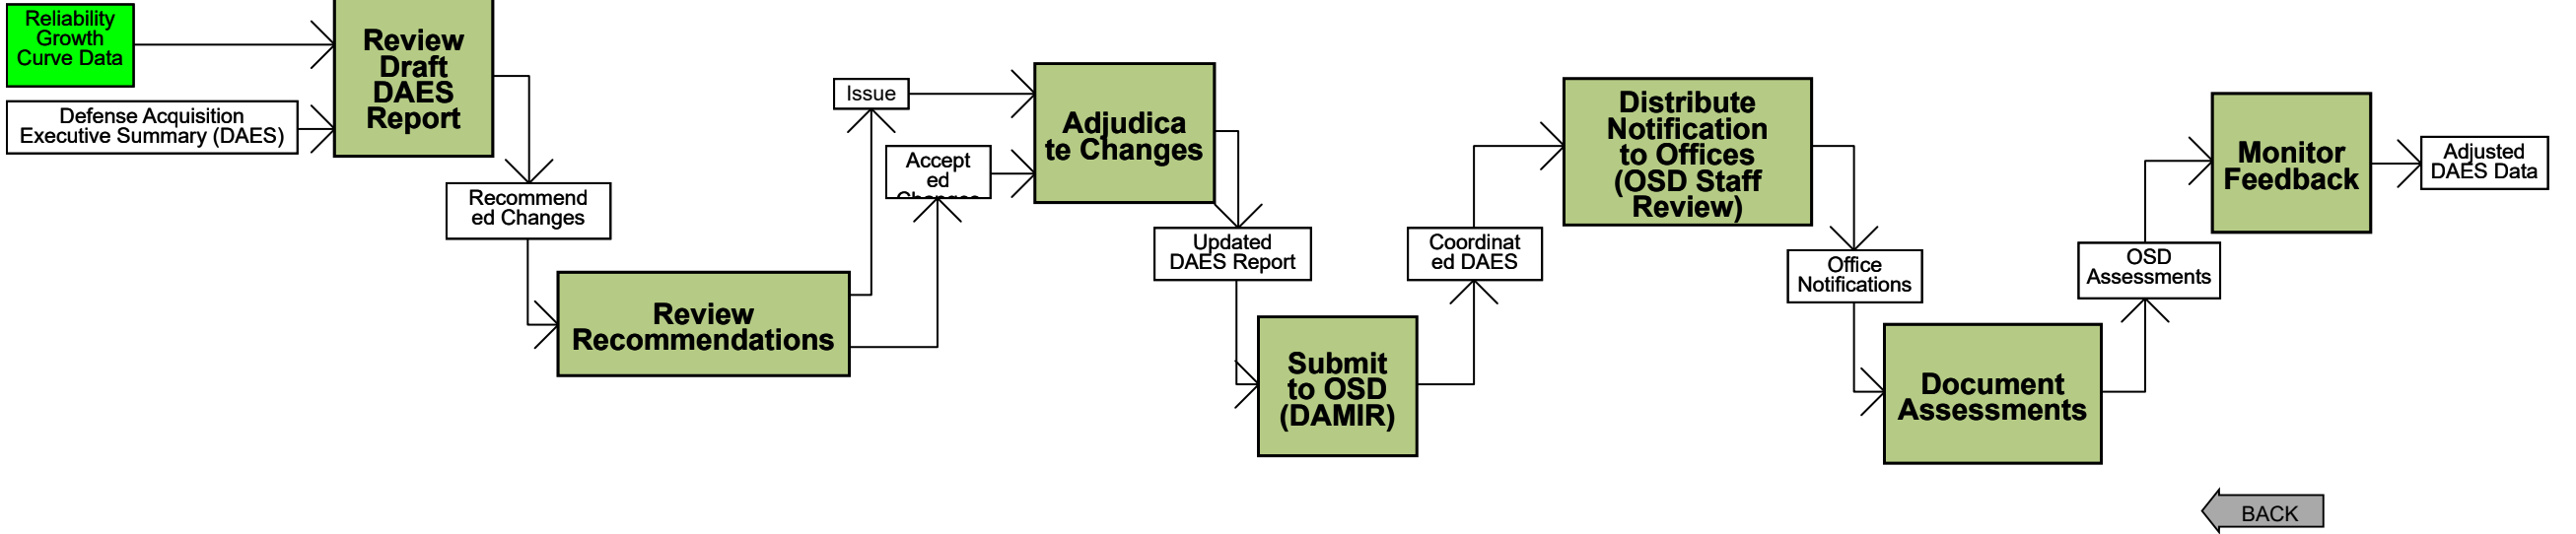 Reliability
Growth
Curve Data
Defense Acquisition
Executive Summary (DAES)
Review
Draft
DAES
Report
Recommend
ed Changes
Review
Recommendations
Issue
Accept
ed
Changes
Adjudica
te Changes
Updated
DAES Report
Submit
to OSD
(DAMIR)
Coordinat
ed DAES
Distribute
Notification
to Offices
(OSD Staff
Review)
Office
Notifications
Document
Assessments
OSD
Assessments
Monitor
Feedback
Adjusted
DAES Data
BACK